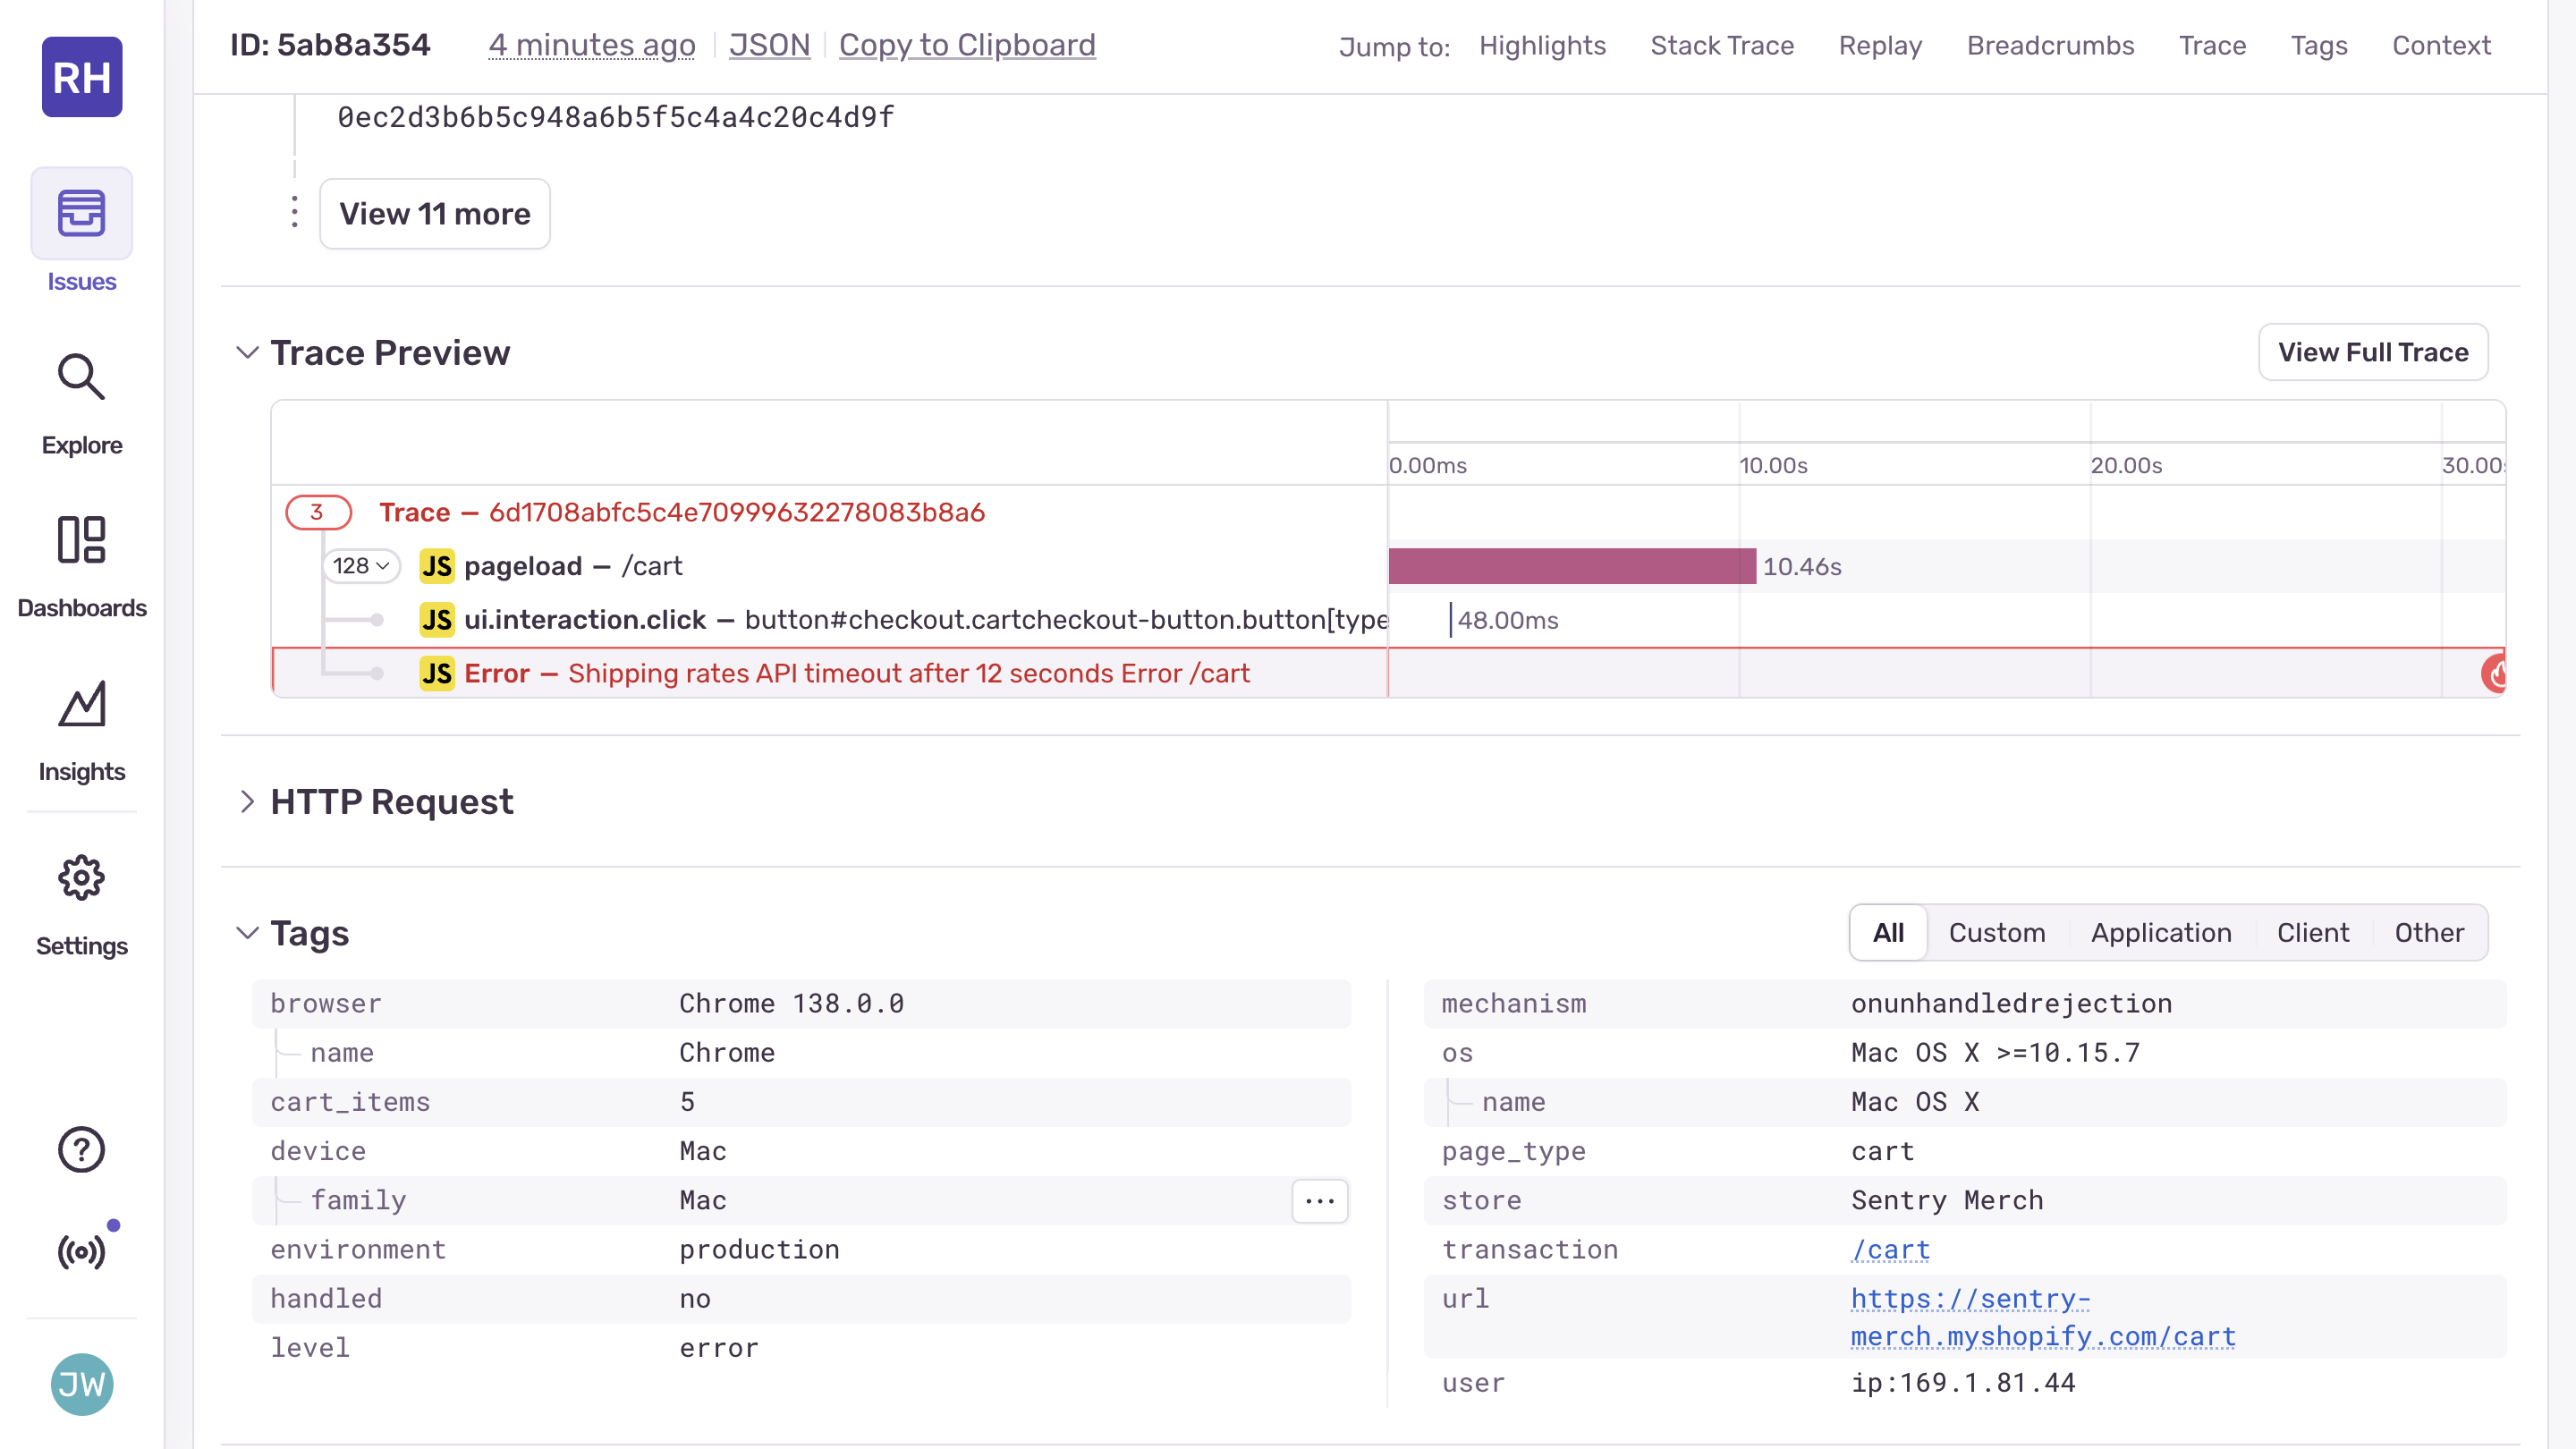 RH
Issues
Explore
Dashboards
Insights
Settings
JW
ID: 5ab8a354
4 minutes ago
JSON
Copy to Clipboard
Jump to:
Highlights
Stack Trace
Replay
Breadcrumbs
Trace
Tags
Context
0ec2d3b6b5c948a6b5f5c4a4c20c4d9f
View 11 more
Trace Preview
View Full Trace
0.00ms
10.00s
20.00s
30.00s
3
Trace — 6d1708abfc5c4e70999632278083b8a6
128
JS pageload — /cart
10.46s
JS ui.interaction.click — button#checkout.cartcheckout-button.button[type
48.00ms
JS Error — Shipping rates API timeout after 12 seconds Error /cart
HTTP Request
Tags
All
Custom
Application
Client
Other
browser Chrome 138.0.0
name Chrome
cart_items 5
device Mac
family Mac
environment production
handled no
level error
mechanism onunhandledrejection
os Mac OS X >=10.15.7
name Mac OS X
page_type cart
store Sentry Merch
transaction /cart
url https://sentry-
merch.myshopify.com/cart
user ip:169.1.81.44